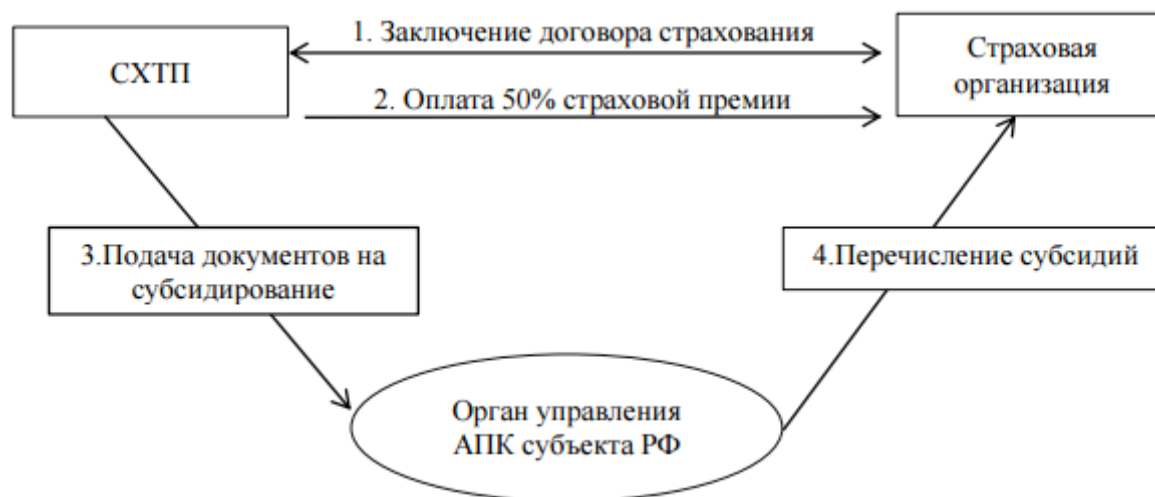 СХТП
1. Заключение договора страхования
2. Оплата 50% страховой премии
Страховая
организация
3.Подача документов на
субсидирование
4.Перечисление субсидий
Орган управления
АПК субъекта РФ